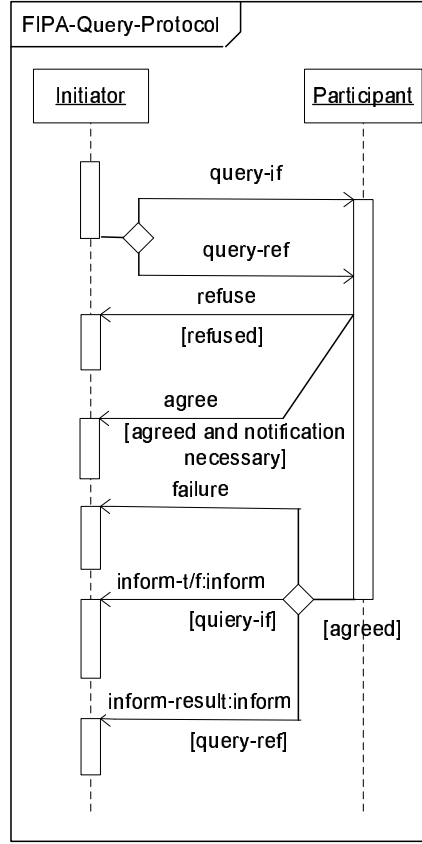 FIPA-Query-Protocol
Initiator
Participant
query-if
query-ref
refuse
[refused]
agree
[agreed and notification
necessary]
failure
inform-t/f:inform
[quiery-if]
[agreed]
inform-result:inform
[query-ref]